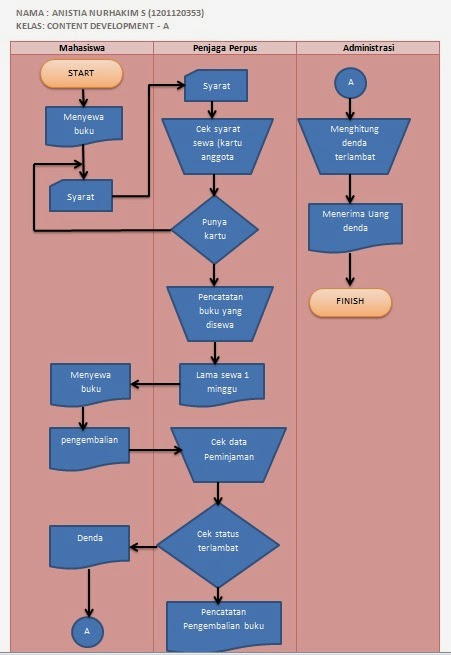 NAMA : ANISTIA NURHAKIM S (1201120353)
KELAS: CONTENT DEVELOPMENT - A
Mahasiswa
Penjaga Perpus
Administrasi
START
Menyewa
buku
Syarat
Syarat
Cek syarat
sewa (kartu
anggota
Punya
kartu
Pencatatan
buku yang
disewa
Lama sewa 1
minggu
Menyewa
buku
pengembalian
Cek data
Peminjaman
Cek status
terlambat
Denda
A
Pencatatan
Pengembalian buku
A
Menghitung
denda
terlambat
Menerima Uang
denda
FINISH